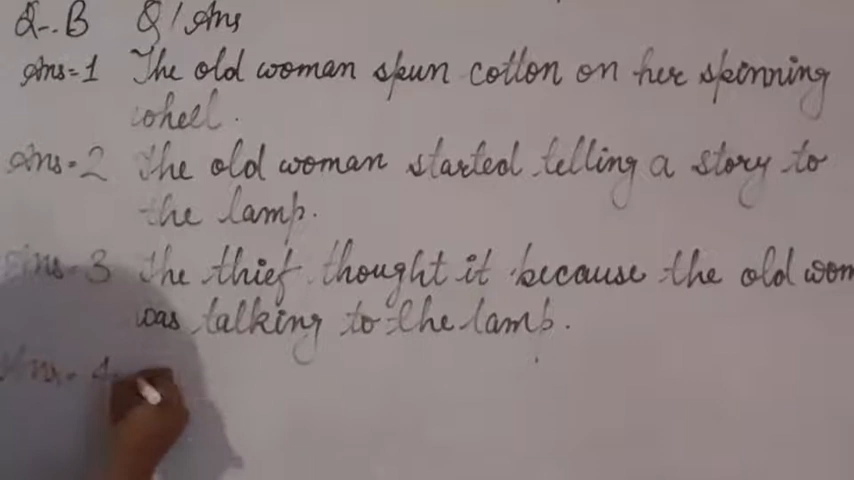 Q-. B Q/Ans
Ans=1 The old woman spun cotton on her spinning
wheel.
Ans-2 The old woman started telling a story to
the lamp.
Ans-3 The thief thought it because the old wom
was talking to the lamp.
Ans-4